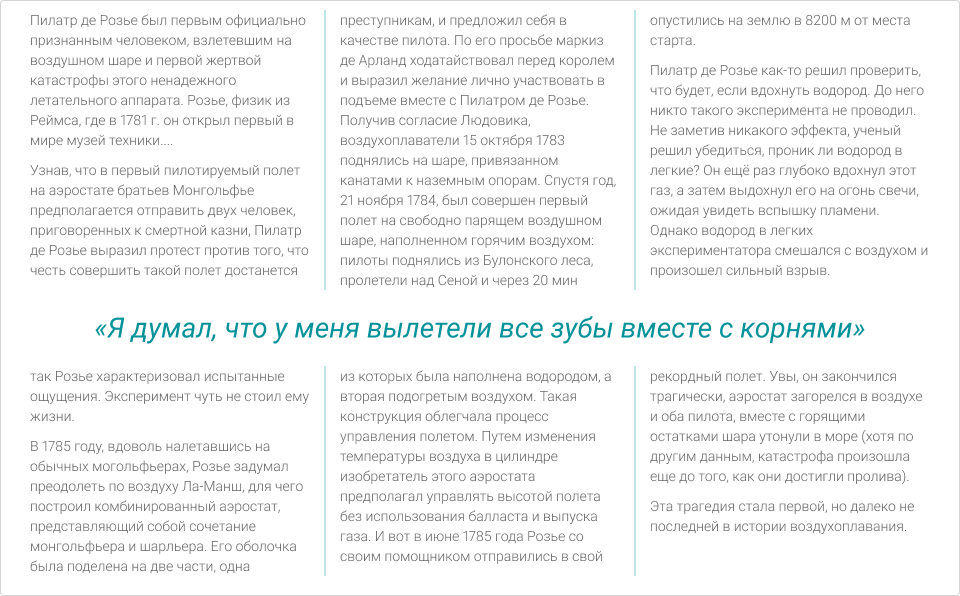 Пилатр де Розье был первым официально
признанным человеком, взлетевшим на
воздушном шаре и первой жертвой
катастрофы этого ненадежного
летательного аппарата. Розье, физик из
Реймса, где в 1781 г. он открыл первый в
мире музей техники....
Узнав, что в первый пилотируемый полет
на аэростате братьев Монгольфье
предполагается отправить двух человек,
приговоренных к смертной казни, Пилатр
де Розье выразил протест против того, что
честь совершить такой полет достанется
преступникам, и предложил себя в
качестве пилота. По его просьбе маркиз
де Арланд ходатайствовал перед королем
и выразил желание лично участвовать в
подъеме вместе с Пилатром де Розье.
Получив согласие Людовика,
воздухоплаватели 15 октября 1783
поднялись на шаре, привязанном
канатами к наземным опорам. Спустя год,
21 ноября 1784, был совершен первый
полет на свободно парящем воздушном
шаре, наполненном горячим воздухом:
пилоты поднялись из Булонского леса,
пролетели над Сеной и через 20 мин
опустились на землю в 8200 м от места
старта.
Пилатр де Розье как-то решил проверить,
что будет, если вдохнуть водород. До него
никто такого эксперимента не проводил.
Не заметив никакого эффекта, ученый
решил убедиться, проник ли водород в
легкие? Он ещё раз глубоко вдохнул этот
газ, а затем выдохнул его на огонь свечи,
ожидая увидеть вспышку пламени.
Однако водород в легких
экспериментатора смешался с воздухом и
произошел сильный взрыв.
«Я думал, что у меня вылетели все зубы вместе с корнями»
так Розье характеризовал испытанные
ощущения. Эксперимент чуть не стоил ему
жизни.
В 1785 году, вдоволь налетавшись на
обычных могольфьерах, Розье задумал
преодолеть по воздуху Ла-Манш, для чего
построил комбинированный аэростат,
представляющий собой сочетание
монгольфьера и шарльера. Его оболочка
была поделена на две части, одна
из которых была наполнена водородом, а
вторая подогретым воздухом. Такая
конструкция облегчала процесс
управления полетом. Путем изменения
температуры воздуха в цилиндре
изобретатель этого аэростата
предполагал управлять высотой полета
без использования балласта и выпуска
газа. И вот в июне 1785 года Розье со
своим помощником отправились в свой
рекордный полет. Увы, он закончился
трагически, аэростат загорелся в воздухе
и оба пилота, вместе с горящими
остатками шара утонули в море (хотя по
другим данным, катастрофа произошла
еще до того, как они достигли пролива).
Эта трагедия стала первой, но далеко не
последней в истории воздухоплавания.